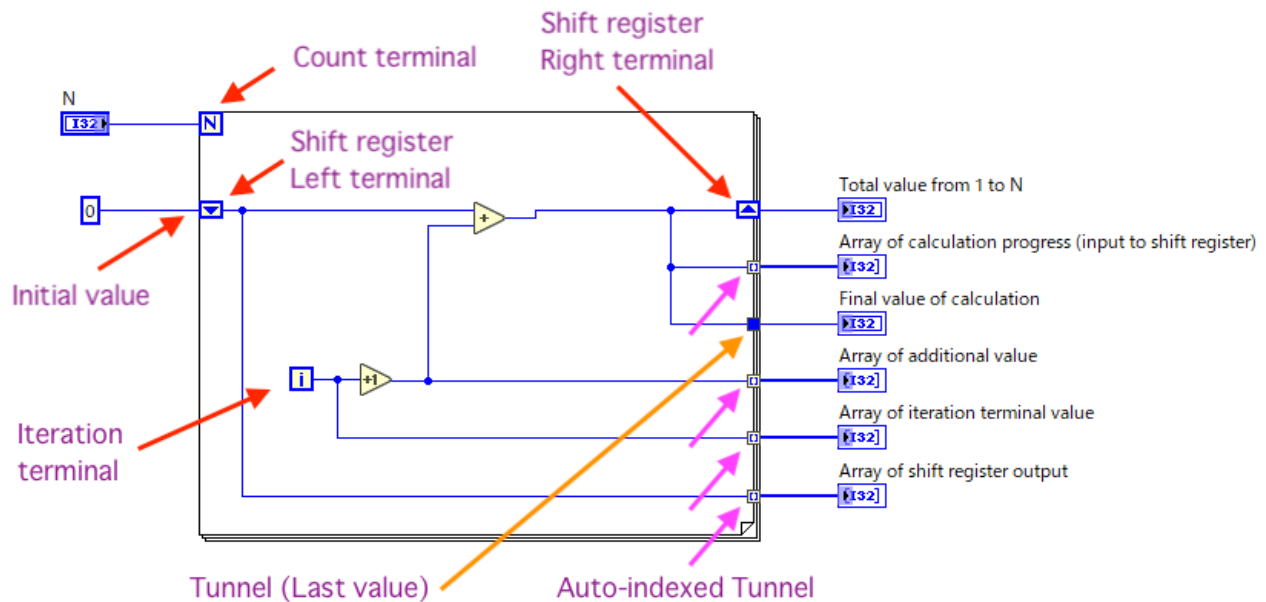 Shift register
Right terminal
Count terminal
N
I32
N
Shift register
Left terminal
Total value from 1 to N
0
+
I32
Array of calculation progress (input to shift register)
[I32]
Initial value
Final value of calculation
I32
Array of additional value
i
+1
[I32]
Iteration
terminal
Array of iteration terminal value
[I32]
Array of shift register output
[I32]
Tunnel (Last value)
Auto-indexed Tunnel